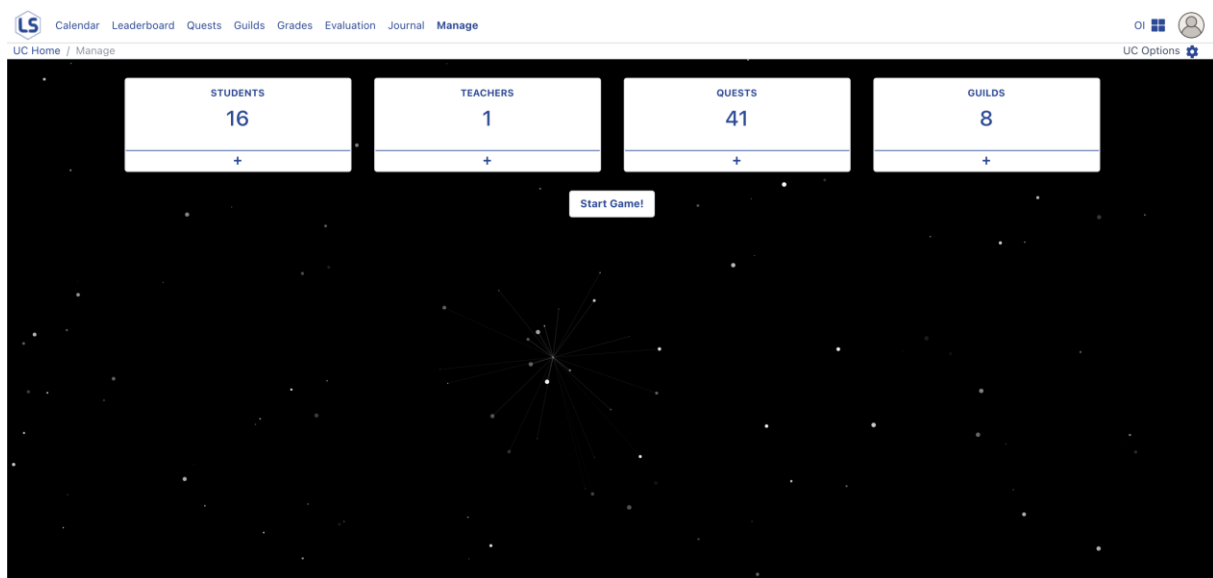 LS Calendar Leaderboard Quests Guilds Grades Evaluation Journal Manage OI
UC Home / Manage UC Options
STUDENTS TEACHERS QUESTS GUILDS
16 1 41 8
+ + + +
Start Game!